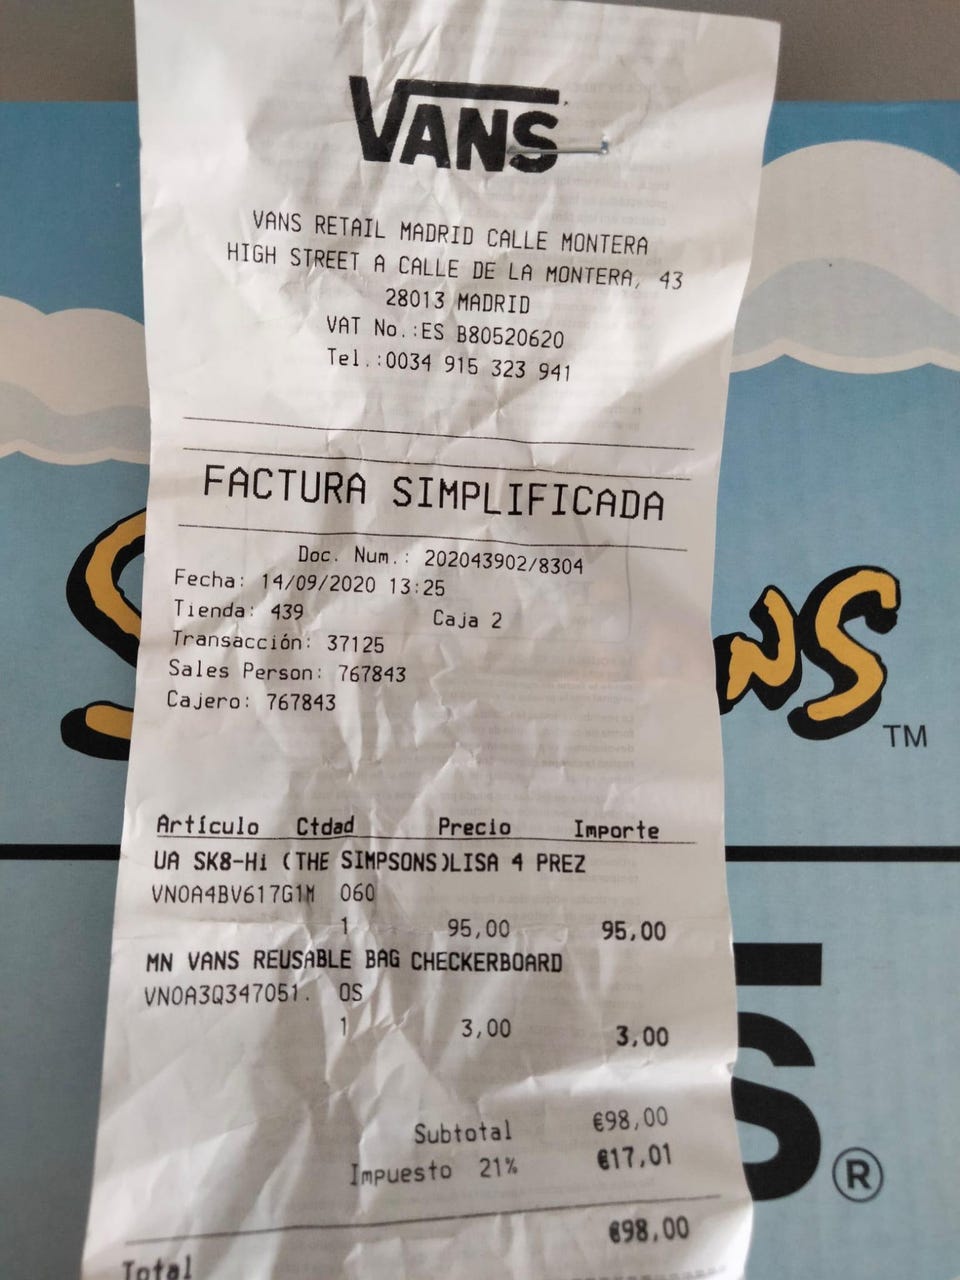 VANS
VANS RETAIL MADRID CALLE MONTERA
HIGH STREET A CALLE DE LA MONTERA, 43
28013 MADRID
VAT No.:ES B80520620
Tel.:0034 915 323 941
FACTURA SIMPLIFICADA
Doc. Num.: 202043902/8304
Fecha: 14/09/2020 13:25
Tienda: 439 Caja 2
Transacción: 37125
Sales Person: 767843
Cajero: 767843
Artículo Ctdad Precio Importe
UA SK8-Hi (THE SIMPSONS)LISA 4 PREZ
VN0A4BV617G1M 060
1 95,00 95,00
MN VANS REUSABLE BAG CHECKERBOARD
VN0A3Q347051. OS
1 3,00 3,00
Subtotal €98,00
Impuesto 21% €17,01
€98,00
Total
NS TM
S ®